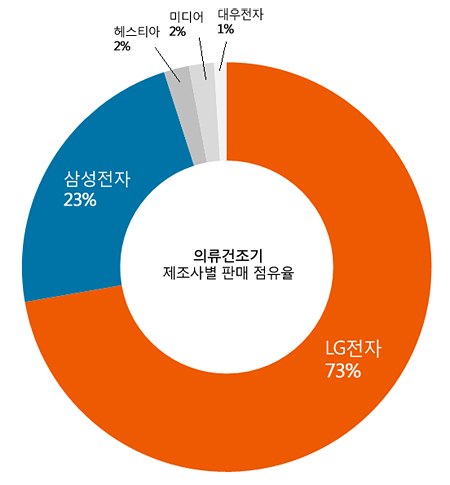 헤스티아
2%
미디어
2%
대우전자
1%
삼성전자
23%
의류건조기
제조사별 판매 점유율
LG전자
73%